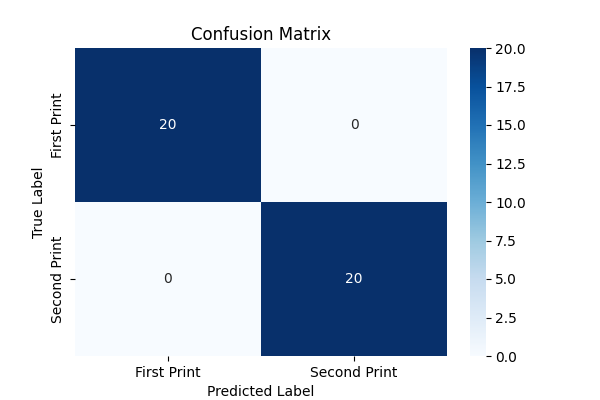 Confusion Matrix
True Label
First Print
Second Print
20
0
0
20
First Print
Second Print
Predicted Label
20.0
17.5
15.0
12.5
10.0
7.5
5.0
2.5
0.0